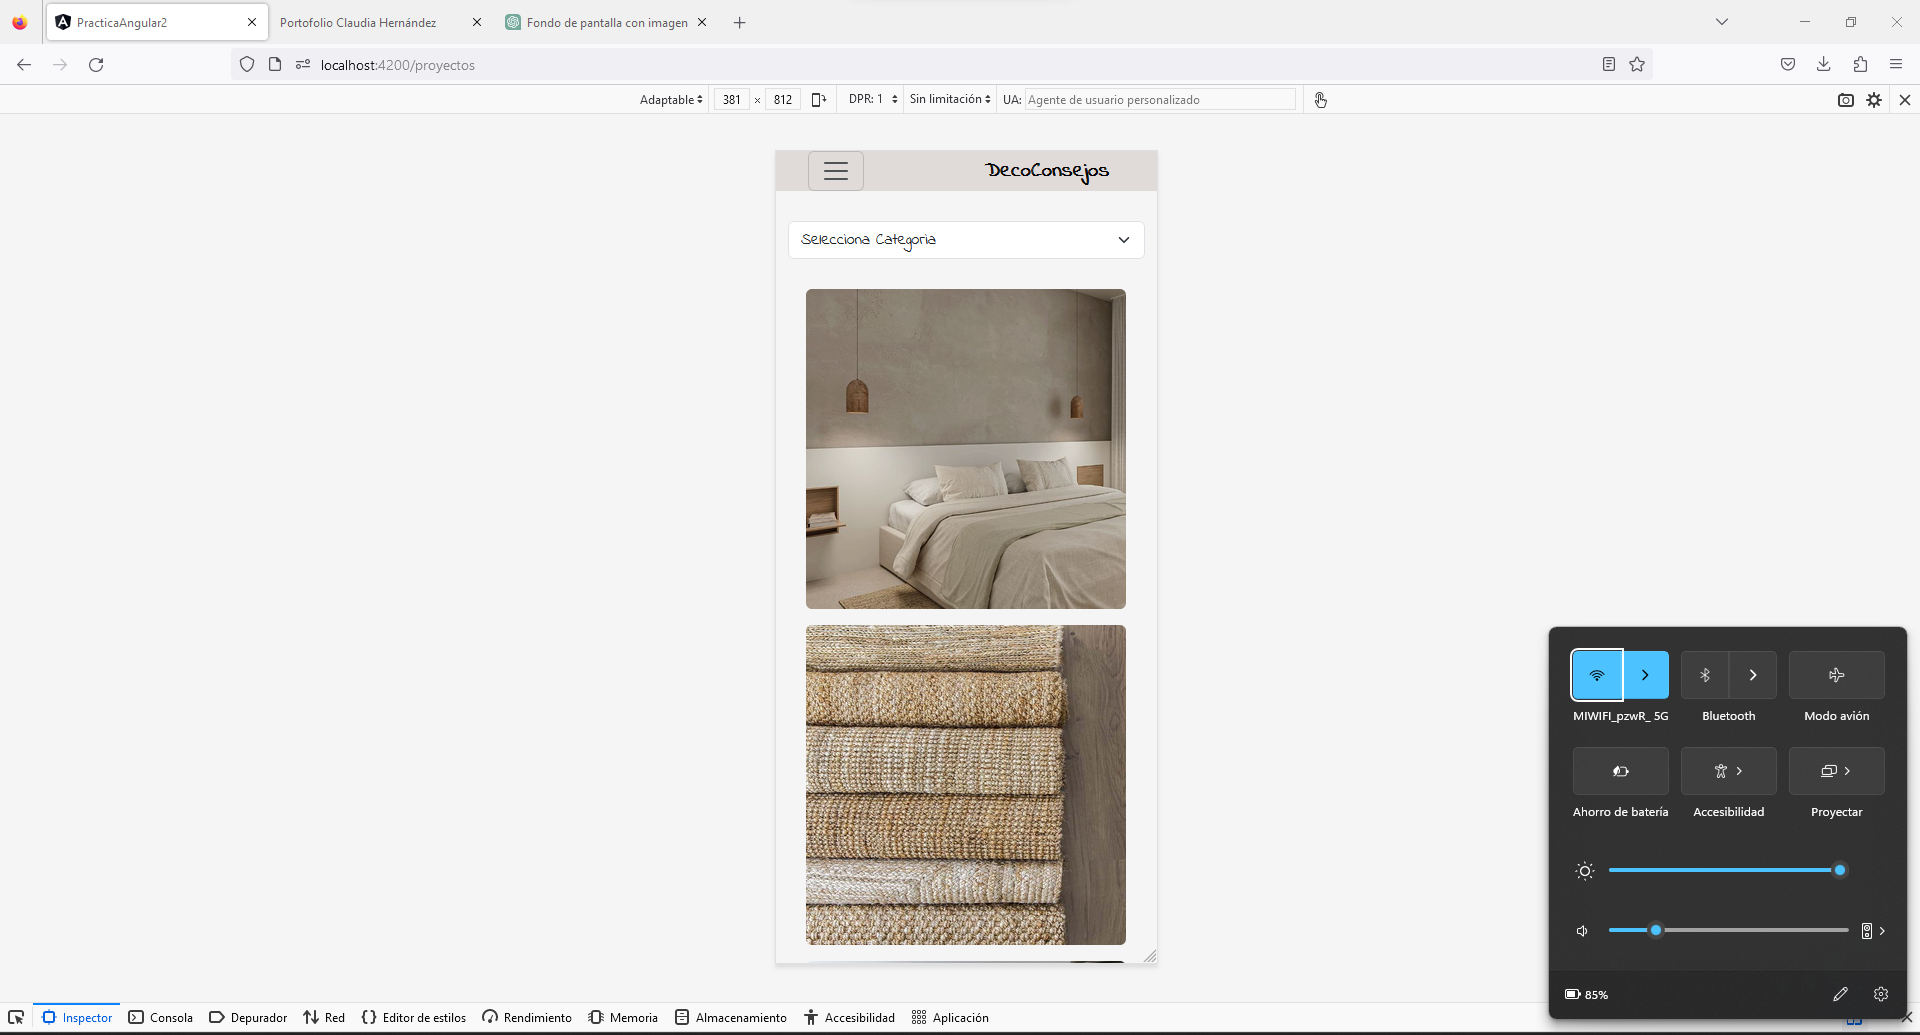 PracticaAngular2
Portofolio Claudia Hernández
Fondo de pantalla con imagen
localhost:4200/proyectos
Adaptable
381 × 812
DPR: 1
Sin limitación
UA:
Agente de usuario personalizado
DecoConsejos
Selecciona Categoria
MIWIFI_pzwR_ 5G
Bluetooth
Modo avión
Ahorro de batería
Accesibilidad
Proyectar
85%
Inspector
Consola
Depurador
Red
Editor de estilos
Rendimiento
Memoria
Almacenamiento
Accesibilidad
Aplicación